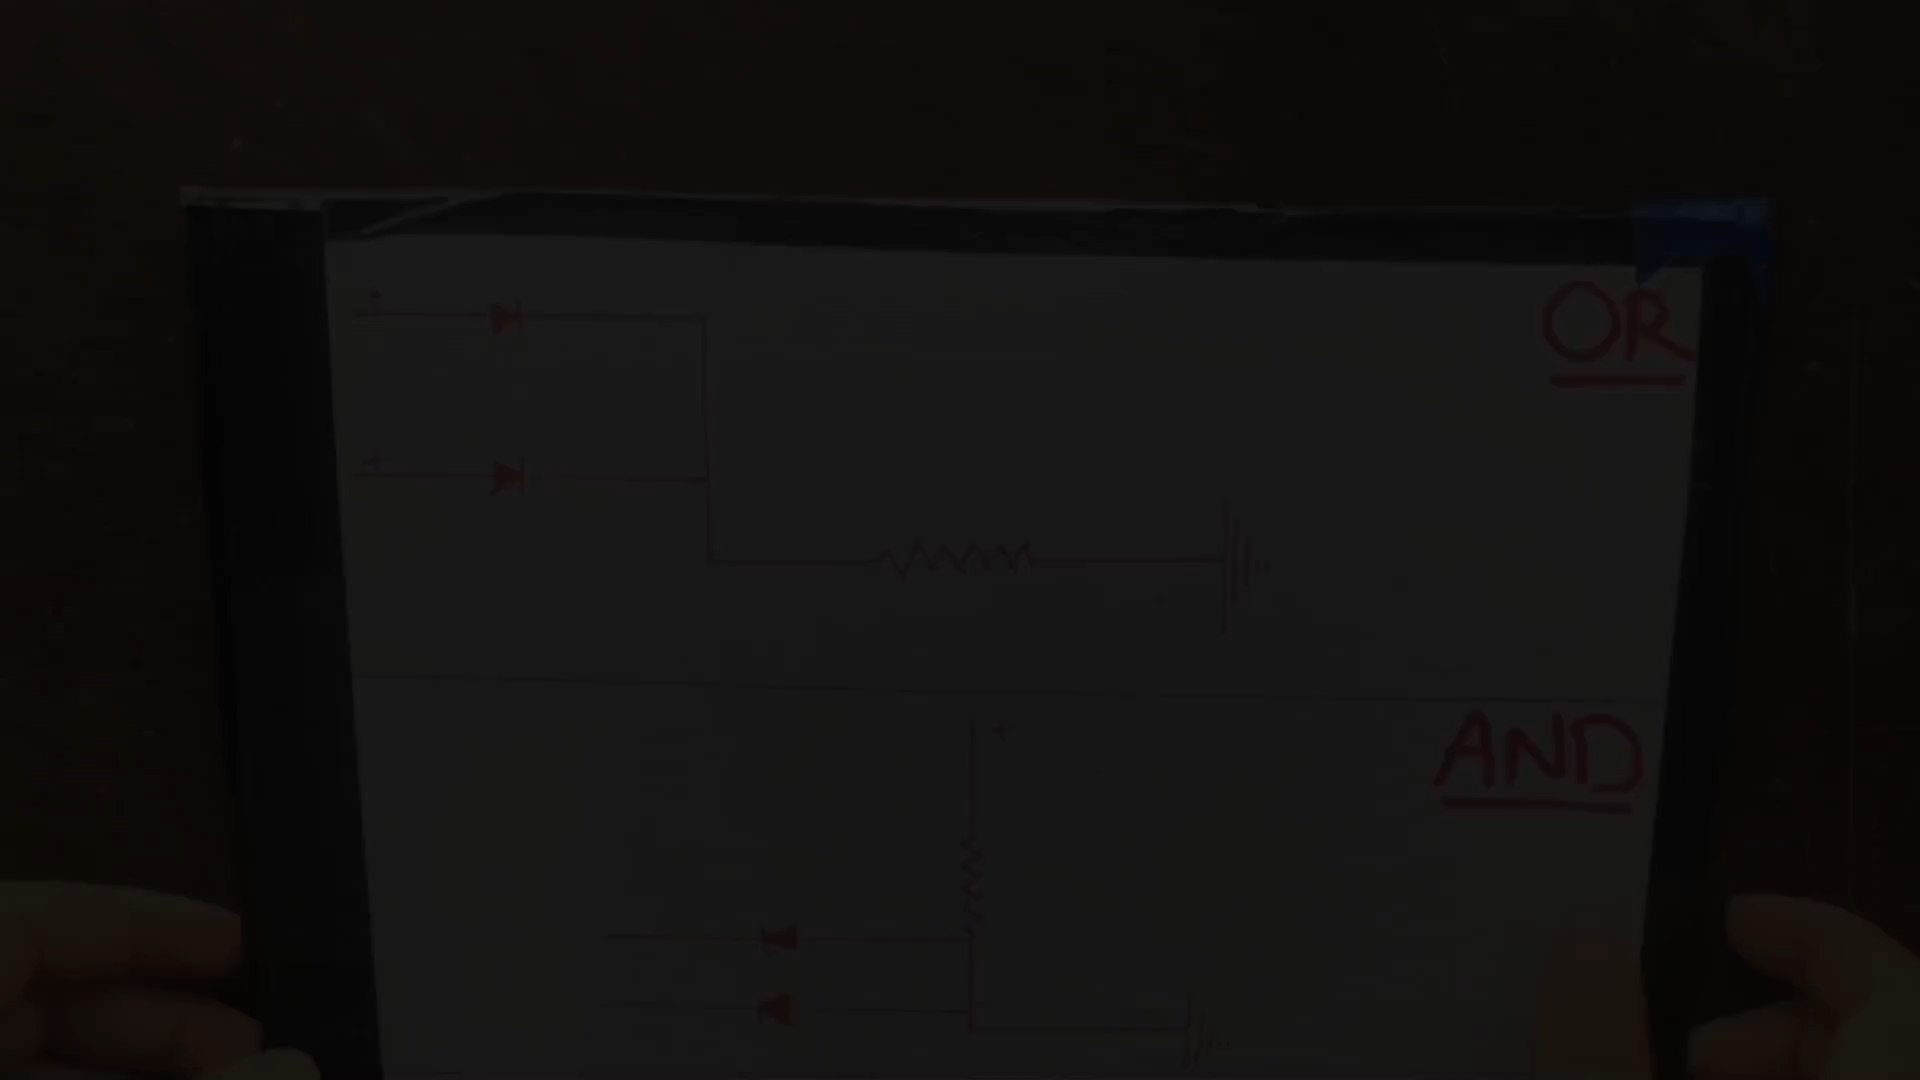 +
OR
+
+
AND